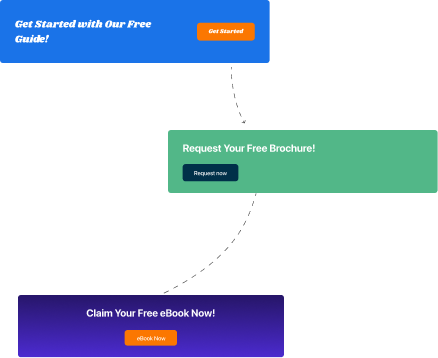 Get Started with Our Free
Guide!
Get Started
Request Your Free Brochure!
Request now
Claim Your Free eBook Now!
eBook Now